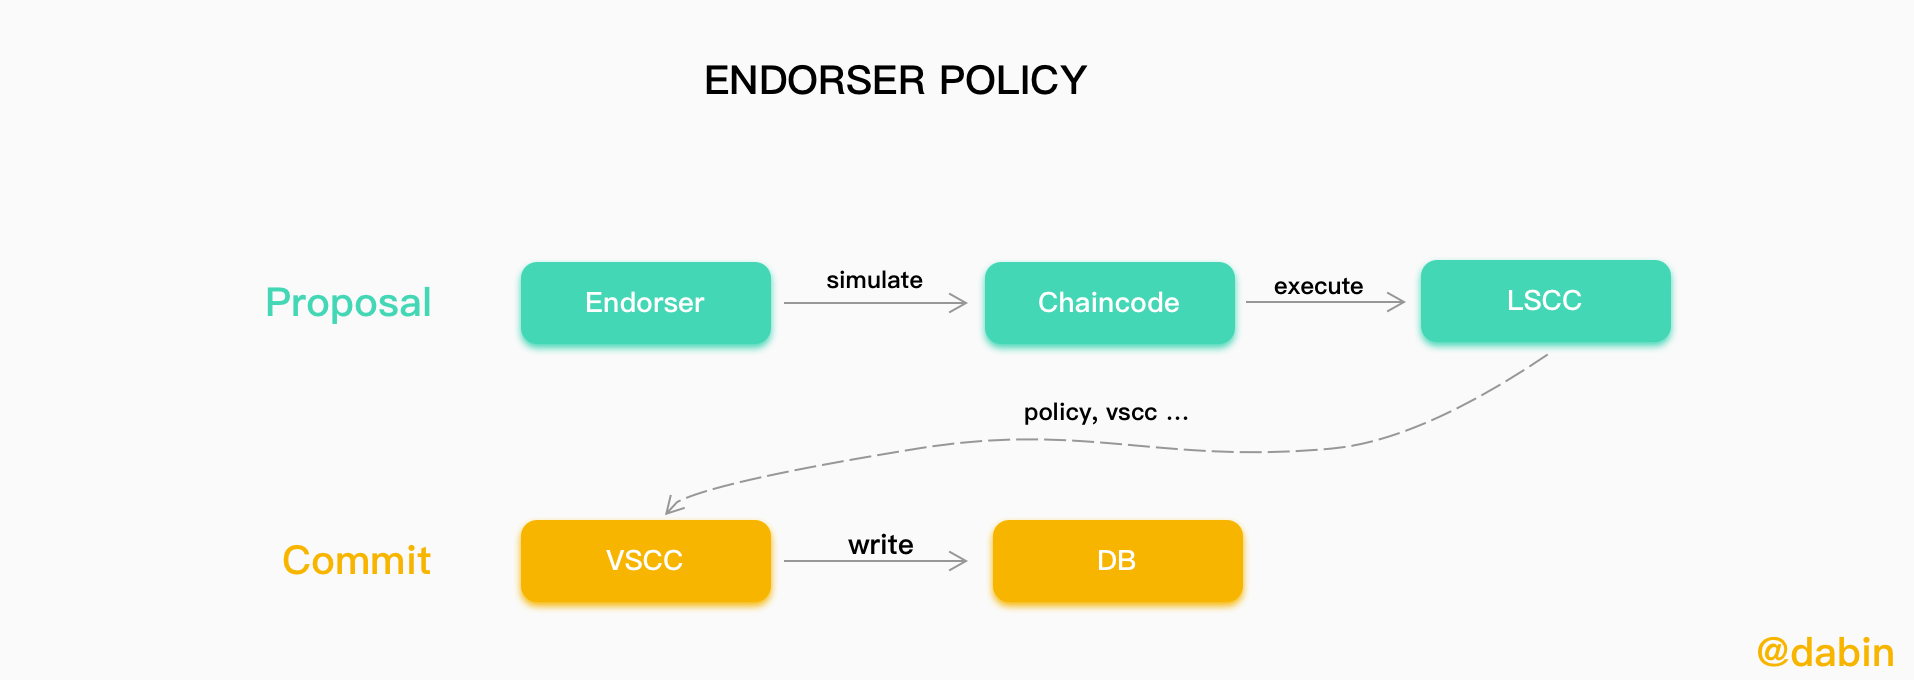 ENDORSER POLICY
simulate
execute
Proposal
Endorser
Chaincode
LSCC
policy, vscc ...
write
Commit
VSCC
DB
@dabin